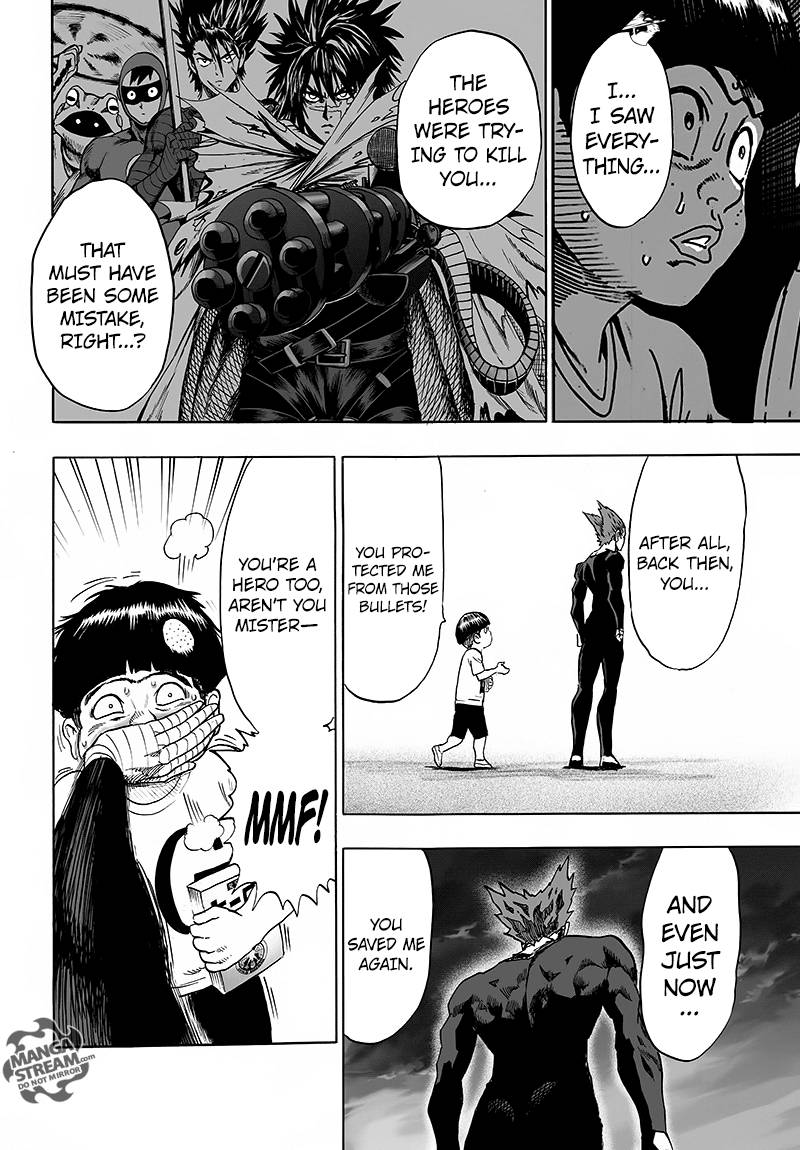 I...
I SAW
EVERY-
THING...
THE
HEROES
WERE TRY-
ING TO KILL
YOU...
THAT
MUST HAVE
BEEN SOME
MISTAKE,
RIGHT...?
AFTER ALL,
BACK THEN,
YOU...
YOU PRO-
TECTED ME
FROM THOSE
BULLETS!
AND
EVEN
JUST
NOW
...
YOU
SAVED ME
AGAIN.
YOU'RE A
HERO TOO,
AREN'T YOU
MISTER—
MMF!
MANGA
STREAM.com
DO NOT MIRROR!